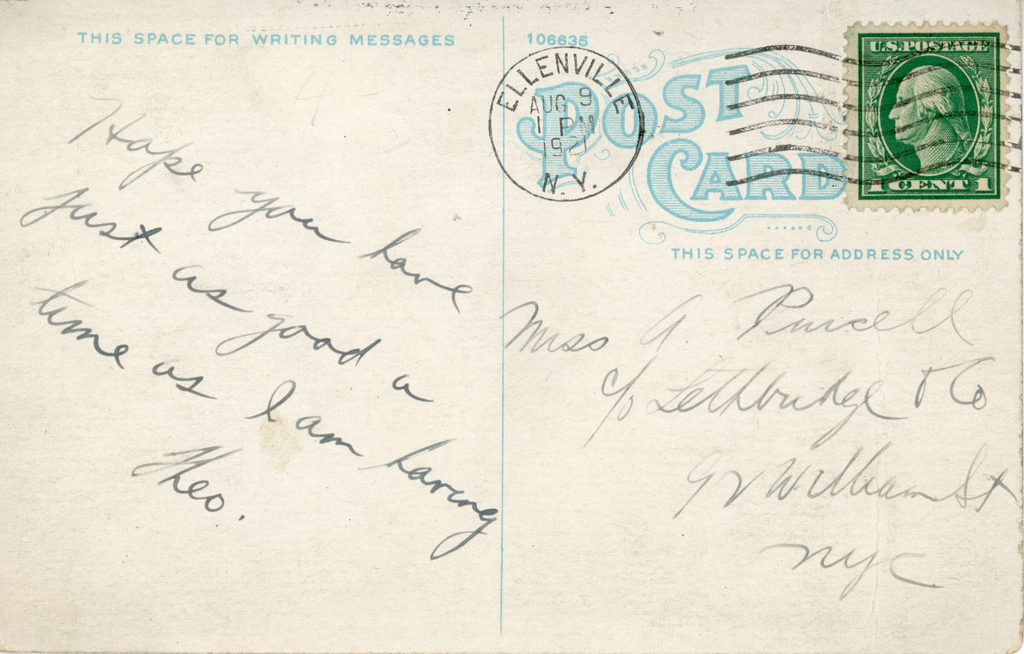 THIS SPACE FOR WRITING MESSAGES
Hope you have
just as good a
time as I am having
Theo.
106635
POST
CARD
ELLENVILLE
AUG 9
1 PM
1921
N.Y.
U.S. POSTAGE
1 CENT 1
THIS SPACE FOR ADDRESS ONLY
Miss A. Purcell
c/o Lethbridge & Co
92 William St
NYC